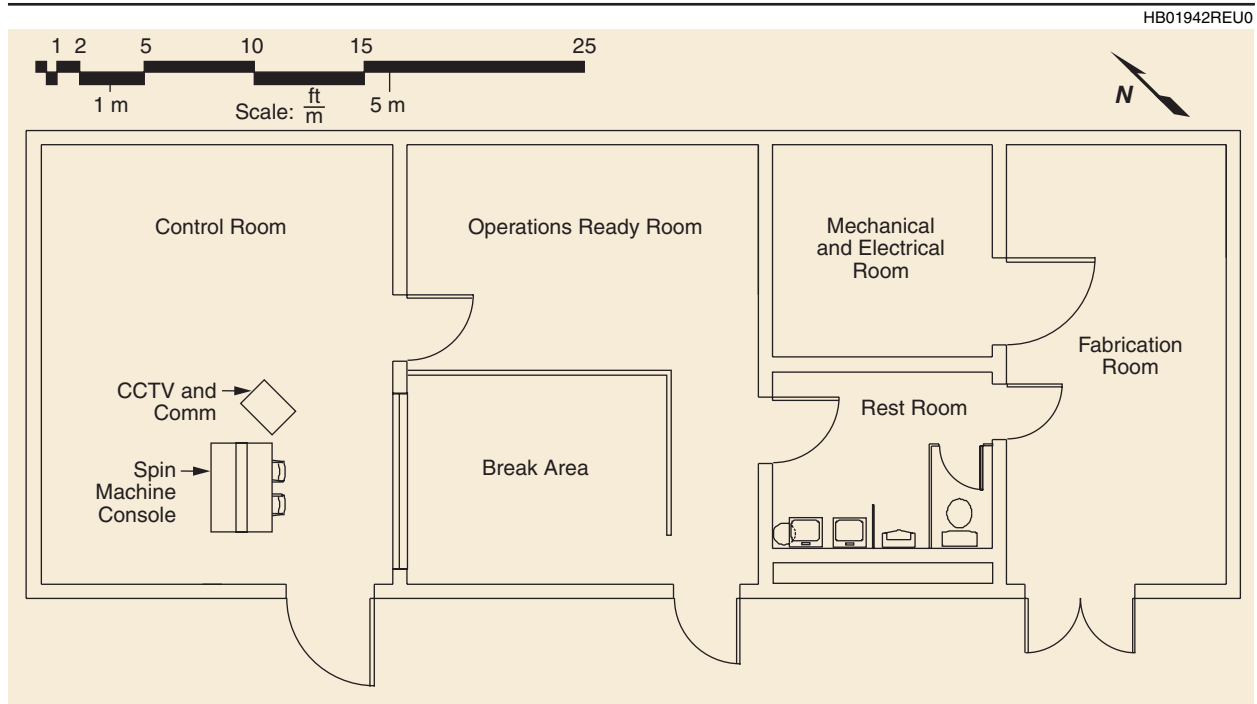 HB01942REU0
1 2 5 10 15 25
1 m 5 m
Scale: ft
m
N
Control Room
Operations Ready Room
Mechanical
and Electrical
Room
Fabrication
Room
CCTV and
Comm
Rest Room
Spin
Machine
Console
Break Area